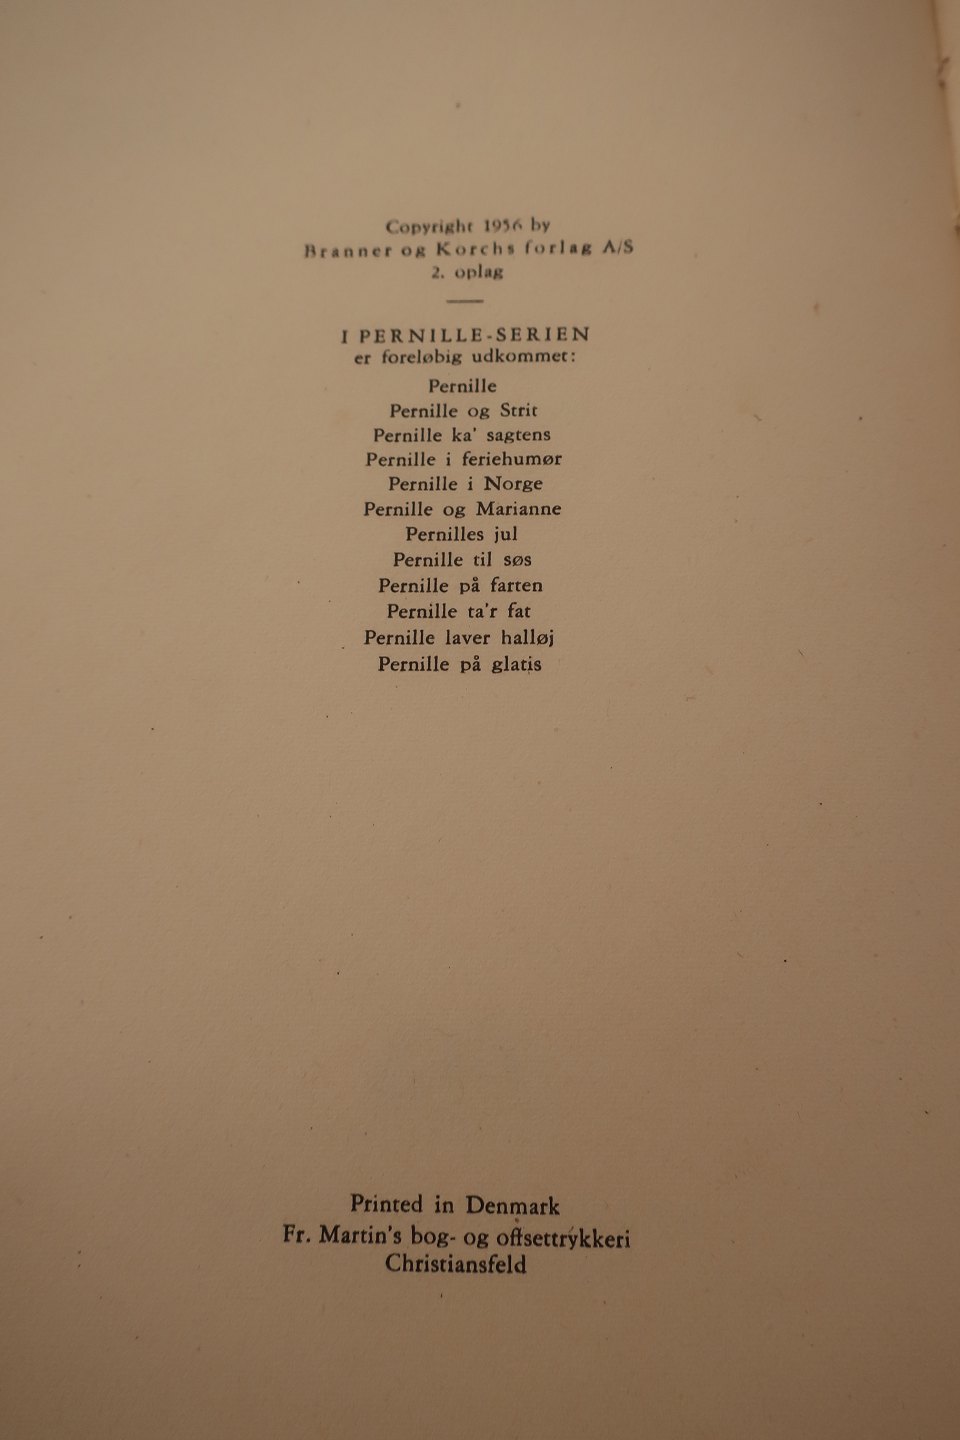 Copyright 1956 by
Branner og Korchs forlag A/S
2. oplag
I PERNILLE-SERIEN
er foreløbig udkommet:
Pernille
Pernille og Strit
Pernille ka' sagtens
Pernille i feriehumør
Pernille i Norge
Pernille og Marianne
Pernilles jul
Pernille til søs
Pernille på farten
Pernille ta'r fat
Pernille laver halløj
Pernille på glatis
Printed in Denmark
Fr. Martin's bog- og offsettrykkeri
Christiansfeld